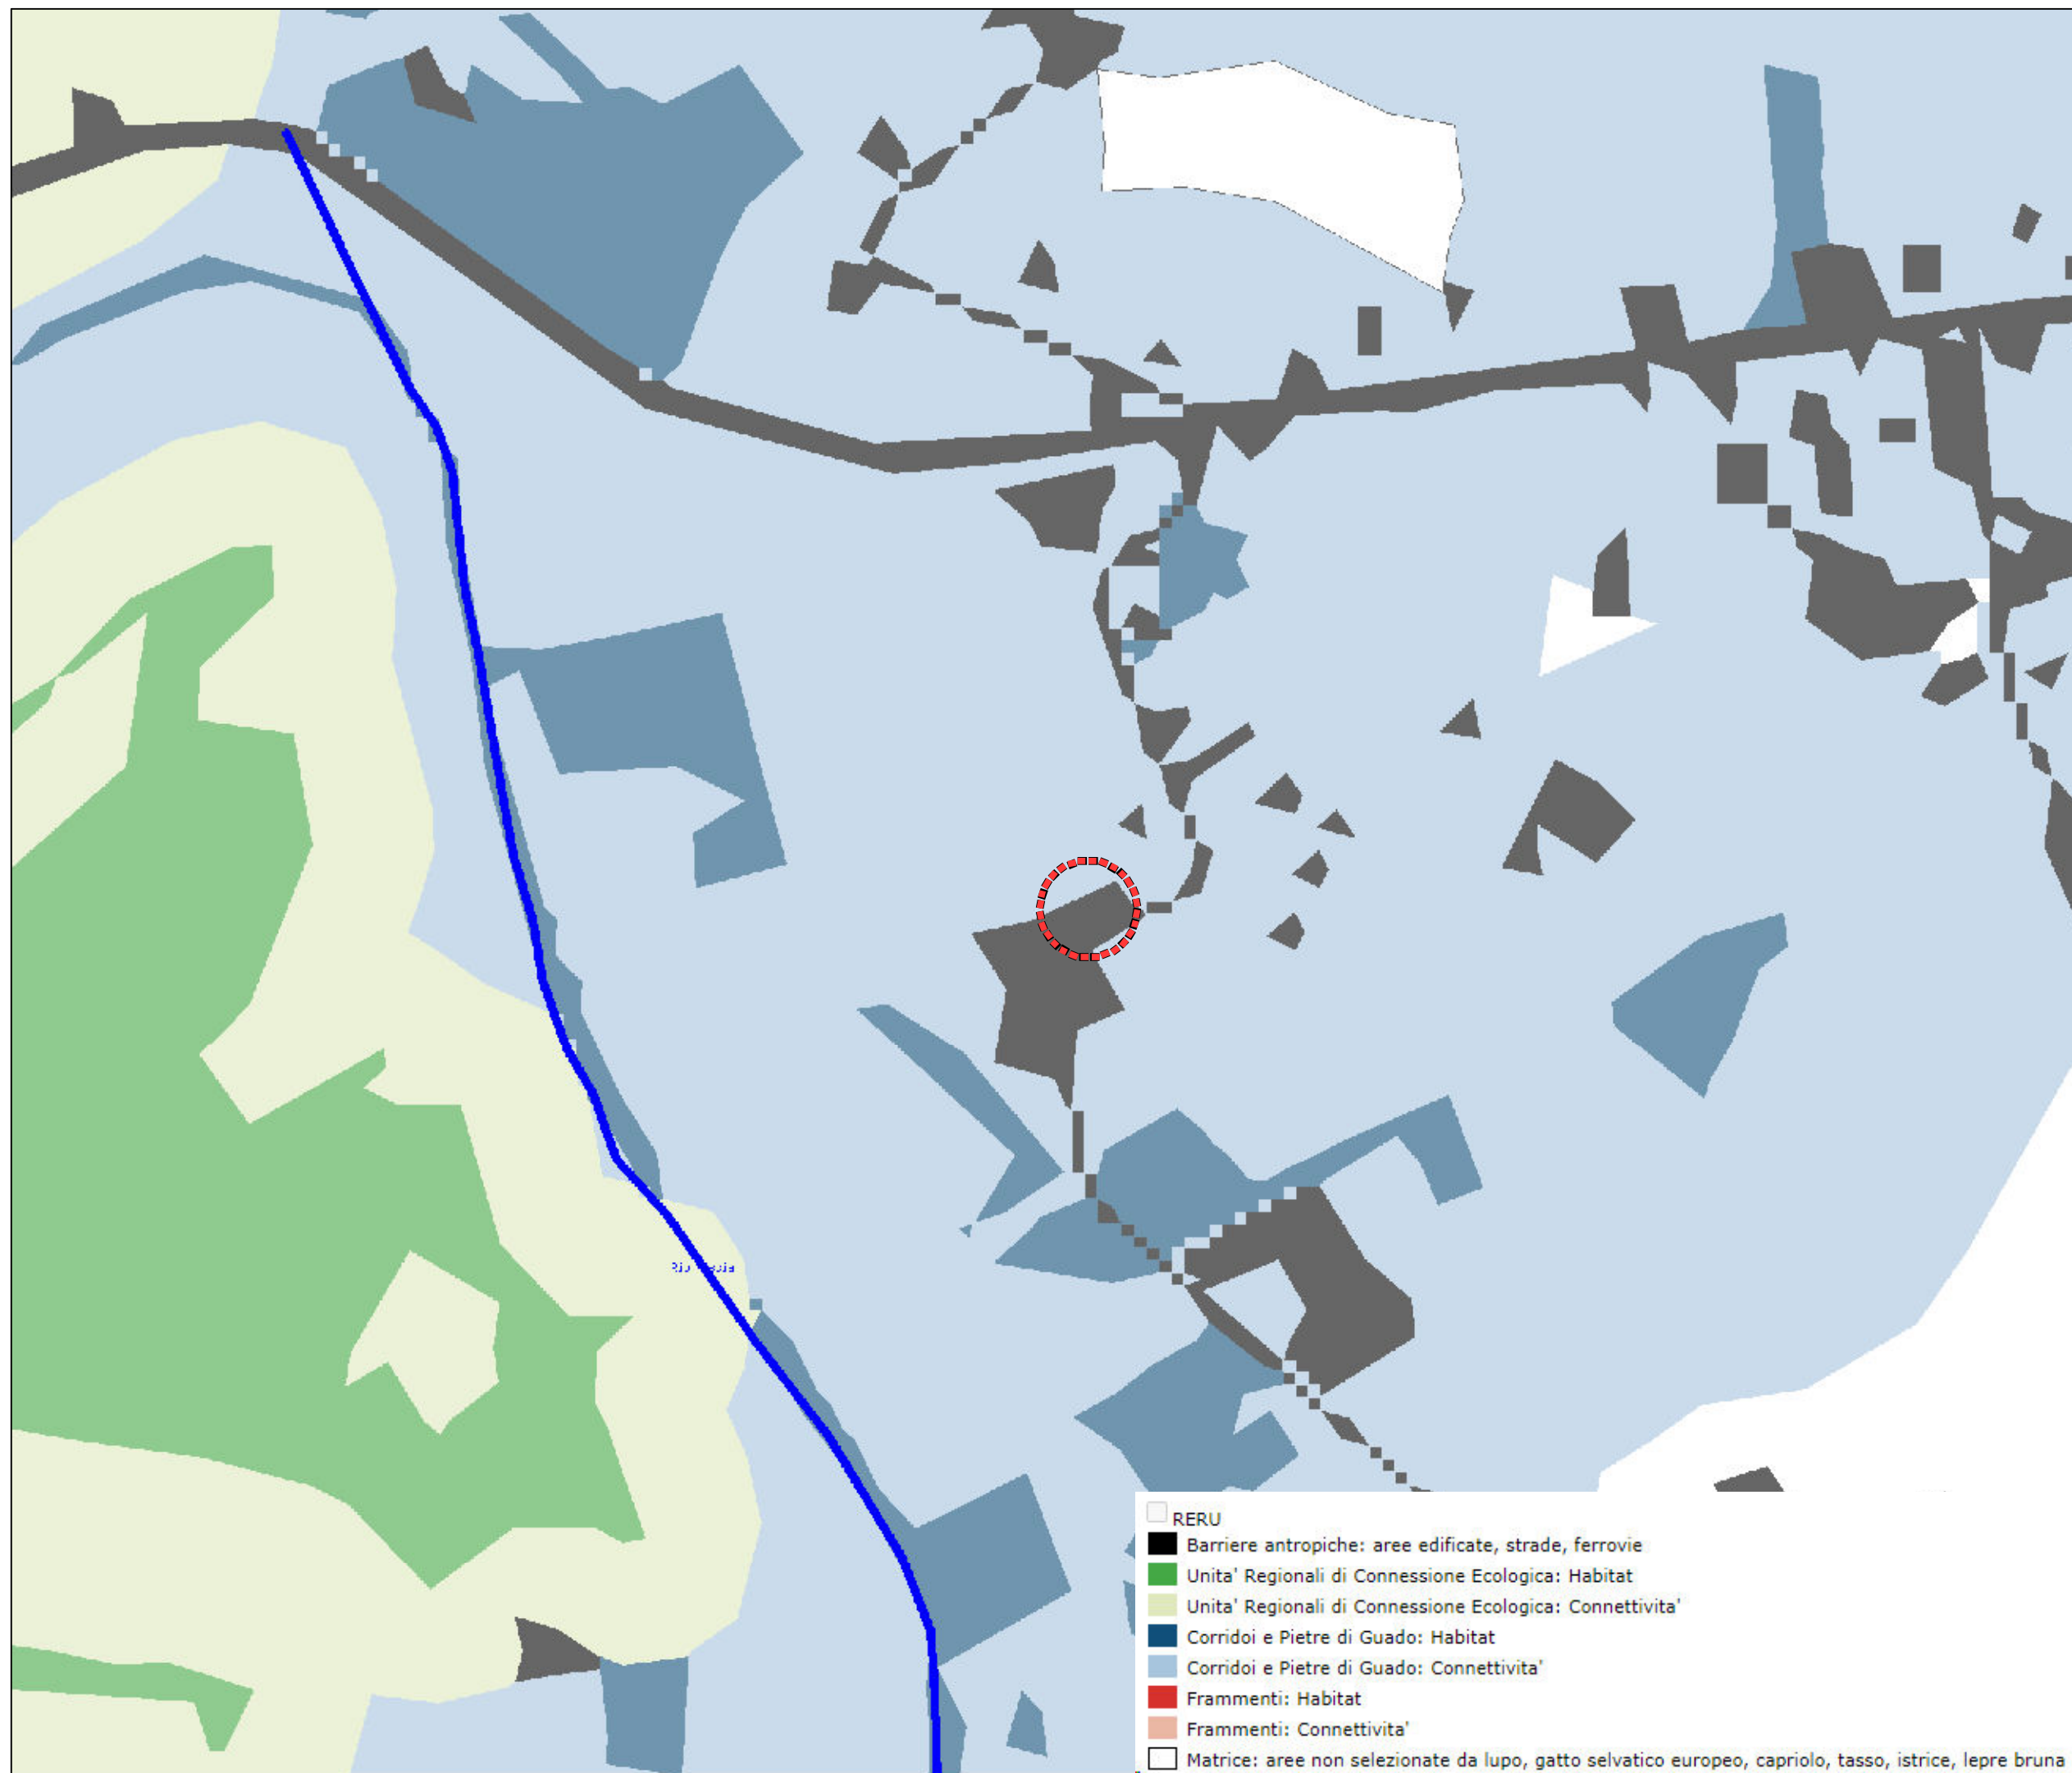 Rio
RERU
Barriere antropiche: aree edificate, strade, ferrovie
Unita' Regionali di Connessione Ecologica: Habitat
Unita' Regionali di Connessione Ecologica: Connettivita'
Corridoi e Pietre di Guado: Habitat
Corridoi e Pietre di Guado: Connettivita'
Frammenti: Habitat
Frammenti: Connettivita'
Matrice: aree non selezionate da lupo, gatto selvatico europeo, capriolo, tasso, istrice, lepre bruna